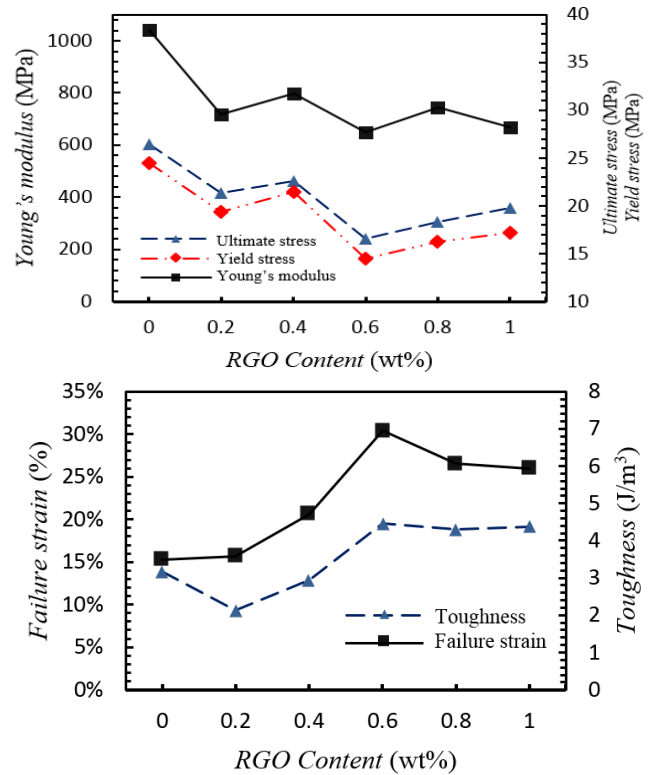 1000
800
600
400
200
0
Young's modulus (MPa)
40
35
30
25
20
15
10
Ultimate stress (MPa)
Yield stress (MPa)
Ultimate stress
Yield stress
Young's modulus
0 0.2 0.4 0.6 0.8 1
RGO Content (wt%)
35%
30%
25%
20%
15%
10%
5%
0%
Failure strain (%)
8
7
6
5
4
3
2
1
0
Toughness (J/m³)
Toughness
Failure strain
0 0.2 0.4 0.6 0.8 1
RGO Content (wt%)